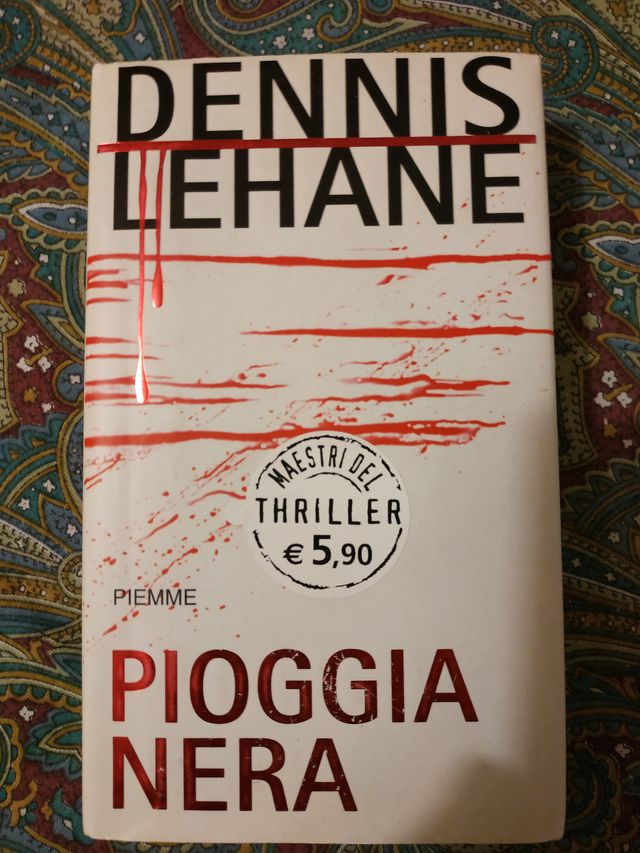 DENNIS
LEHANE
MAESTRI DEL
THRILLER
€ 5,90
PIEMME
PIOGGIA
NERA